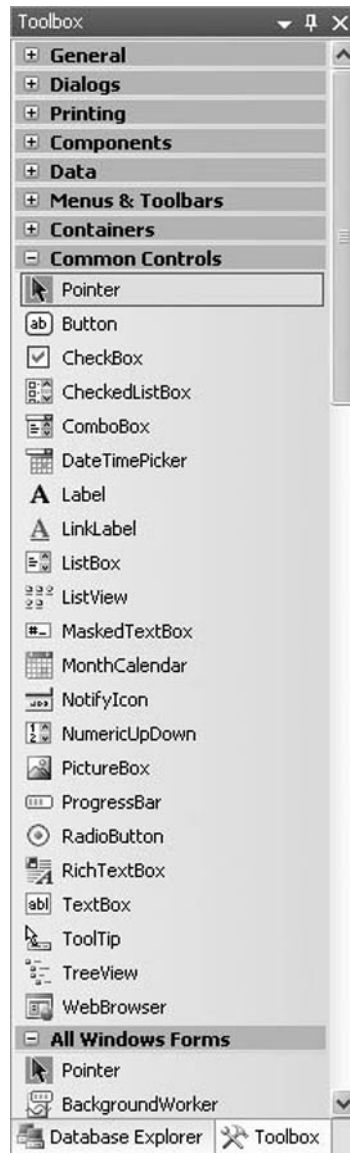 Toolbox
General
Dialogs
Printing
Components
Data
Menus & Toolbars
Containers
Common Controls
Pointer
Button
CheckBox
CheckedListBox
ComboBox
DateTimePicker
Label
LinkLabel
ListBox
ListView
MaskedTextBox
MonthCalendar
NotifyIcon
NumericUpDown
PictureBox
ProgressBar
RadioButton
RichTextBox
TextBox
ToolTip
TreeView
WebBrowser
All Windows Forms
Pointer
BackgroundWorker
Database Explorer Toolbox